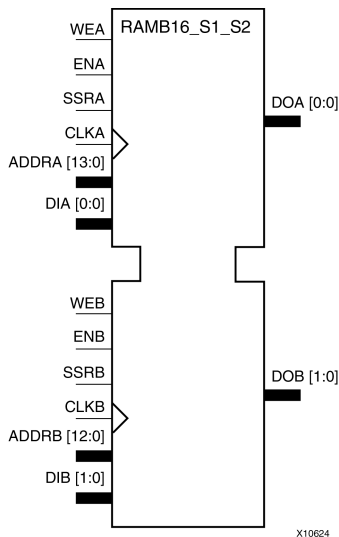 RAMB16_S1_S2
WEA
ENA
SSRA
DOA [0:0]
CLKA
ADDRA [13:0]
DIA [0:0]
WEB
ENB
SSRB
DOB [1:0]
CLKB
ADDRB [12:0]
DIB [1:0]
X10624